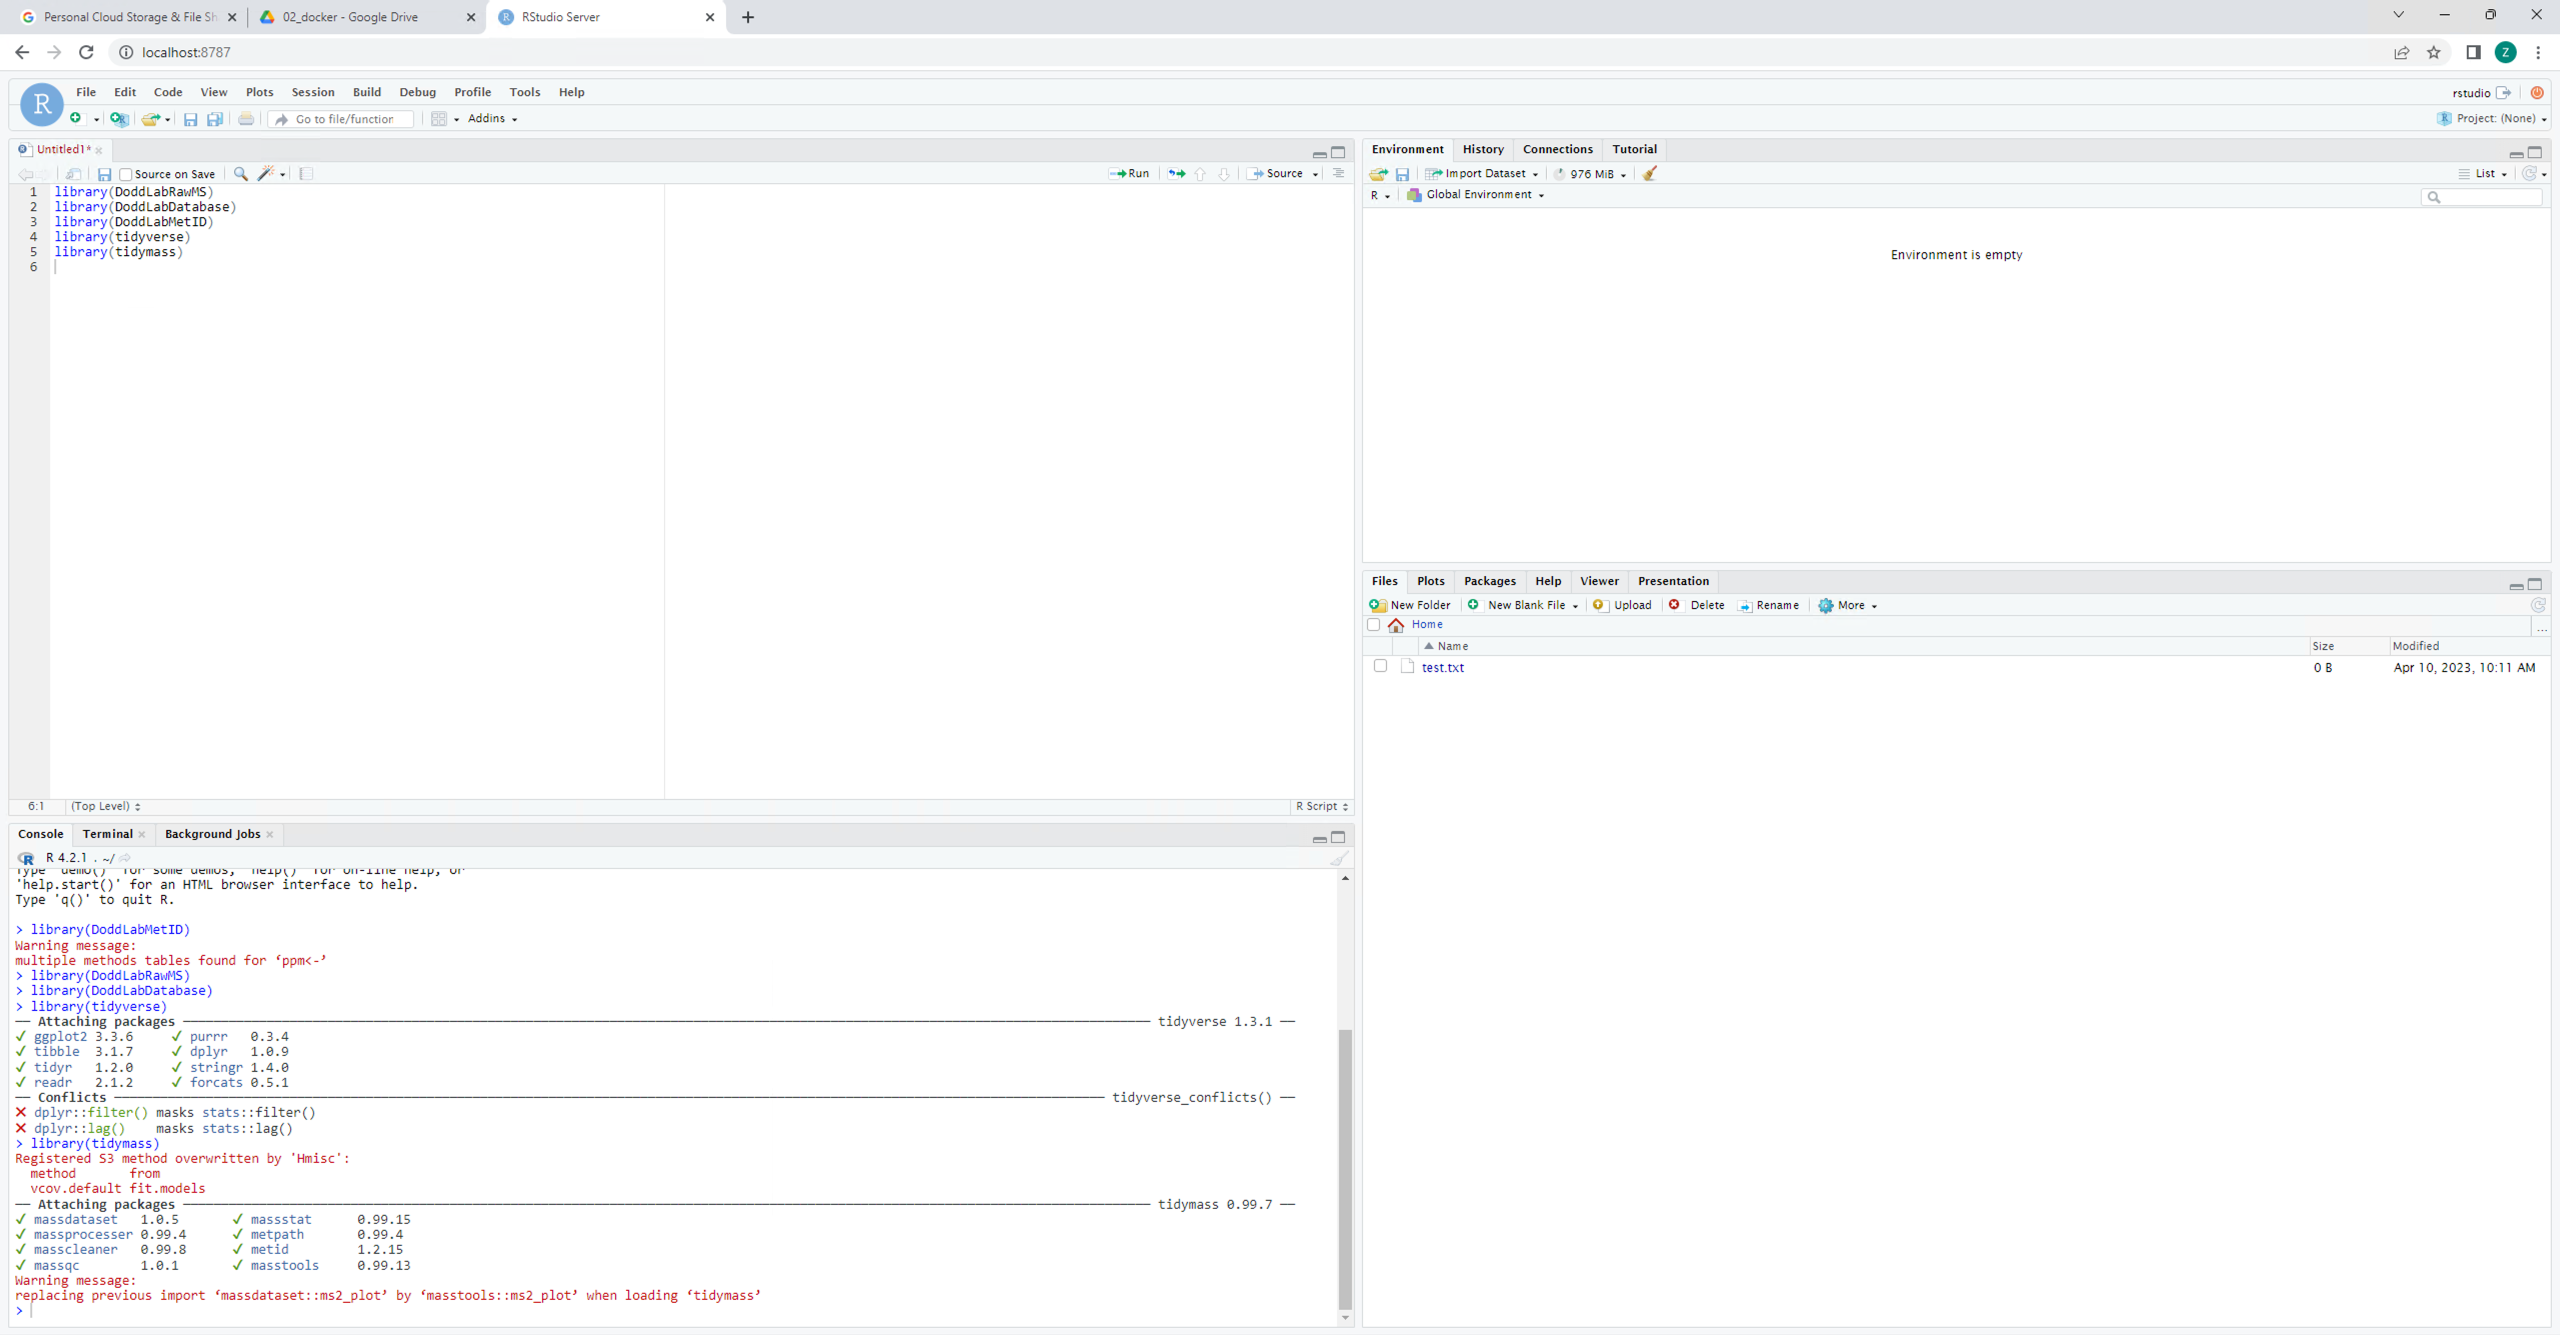 Personal Cloud Storage & File Sh
02_docker - Google Drive
RStudio Server
localhost:8787
Z
R
File Edit Code View Plots Session Build Debug Profile Tools Help
rstudio
Go to file/function
Addins
Project: (None)
Untitled1*
Source on Save
Run
Source
1 library(DoddLabRawMS)
2 library(DoddLabDatabase)
3 library(DoddLabMetID)
4 library(tidyverse)
5 library(tidymass)
6
6:1 (Top Level)
R Script
Environment History Connections Tutorial
Import Dataset
976 MiB
List
R
Global Environment
Environment is empty
Files Plots Packages Help Viewer Presentation
New Folder New Blank File Upload Delete Rename More
Home
...
Name Size Modified
test.txt 0 B Apr 10, 2023, 10:11 AM
Console Terminal Background Jobs
R 4.2.1 . ~/
Type 'demo()' for some demos, 'help()' for on-line help, or
'help.start()' for an HTML browser interface to help.
Type 'q()' to quit R.
> library(DoddLabMetID)
Warning message:
multiple methods tables found for ‘ppm<-’
> library(DoddLabRawMS)
> library(DoddLabDatabase)
> library(tidyverse)
── Attaching packages ── tidyverse 1.3.1 ──
✓ ggplot2 3.3.6 ✓ purrr 0.3.4
✓ tibble 3.1.7 ✓ dplyr 1.0.9
✓ tidyr 1.2.0 ✓ stringr 1.4.0
✓ readr 2.1.2 ✓ forcats 0.5.1
── Conflicts ── tidyverse_conflicts() ──
✕ dplyr::filter() masks stats::filter()
✕ dplyr::lag() masks stats::lag()
> library(tidymass)
Registered S3 method overwritten by 'Hmisc':
method from
vcov.default fit.models
── Attaching packages ── tidymass 0.99.7 ──
✓ massdataset 1.0.5 ✓ massstat 0.99.15
✓ massprocesser 0.99.4 ✓ metpath 0.99.4
✓ masscleaner 0.99.8 ✓ metid 1.2.15
✓ massqc 1.0.1 ✓ masstools 0.99.13
Warning message:
replacing previous import ‘massdataset::ms2_plot’ by ‘masstools::ms2_plot’ when loading ‘tidymass’
>